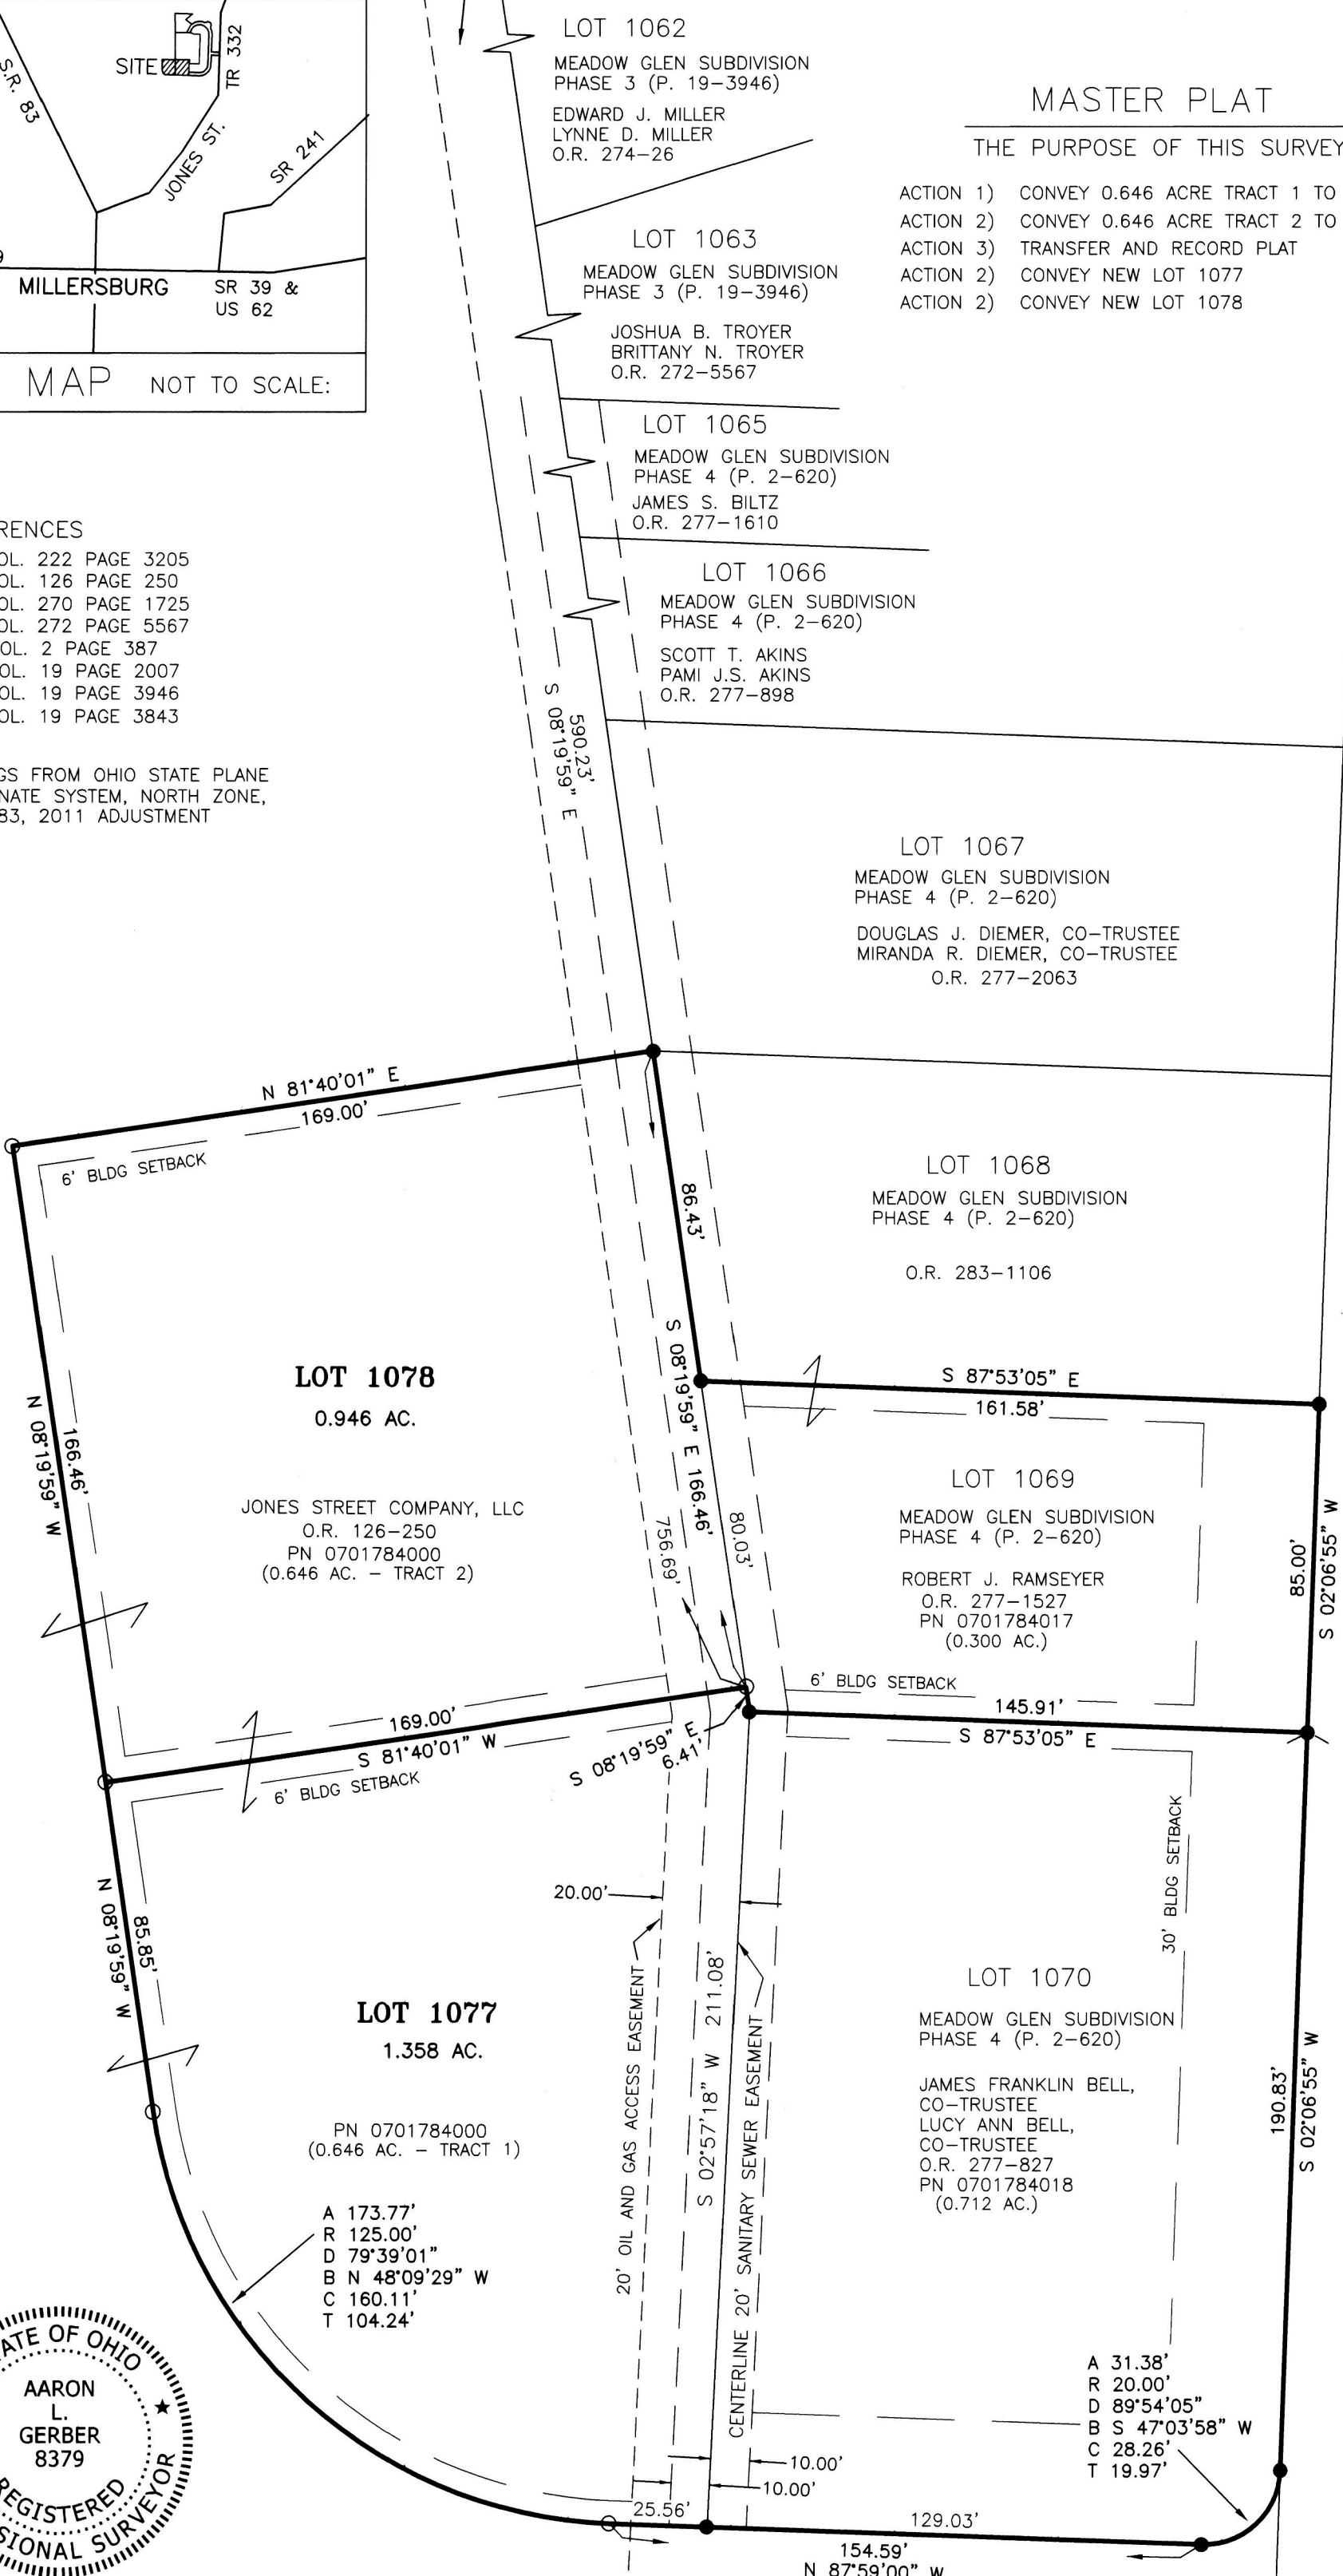 S.R. 83
SITE
TR 332
JONES ST.
SR 241
MILLERSBURG
SR 39 &
US 62
MAP NOT TO SCALE:
LOT 1062
MEADOW GLEN SUBDIVISION
PHASE 3 (P. 19-3946)
EDWARD J. MILLER
LYNNE D. MILLER
O.R. 274-26
MASTER PLAT
THE PURPOSE OF THIS SURVEY
ACTION 1) CONVEY 0.646 ACRE TRACT 1 TO
ACTION 2) CONVEY 0.646 ACRE TRACT 2 TO
ACTION 3) TRANSFER AND RECORD PLAT
ACTION 2) CONVEY NEW LOT 1077
ACTION 2) CONVEY NEW LOT 1078
LOT 1063
MEADOW GLEN SUBDIVISION
PHASE 3 (P. 19-3946)
JOSHUA B. TROYER
BRITTANY N. TROYER
O.R. 272-5567
LOT 1065
MEADOW GLEN SUBDIVISION
PHASE 4 (P. 2-620)
JAMES S. BILTZ
O.R. 277-1610
RENCES
OL. 222 PAGE 3205
OL. 126 PAGE 250
OL. 270 PAGE 1725
OL. 272 PAGE 5567
OL. 2 PAGE 387
OL. 19 PAGE 2007
OL. 19 PAGE 3946
OL. 19 PAGE 3843
GS FROM OHIO STATE PLANE
NATE SYSTEM, NORTH ZONE,
83, 2011 ADJUSTMENT
LOT 1066
MEADOW GLEN SUBDIVISION
PHASE 4 (P. 2-620)
SCOTT T. AKINS
PAMI J.S. AKINS
O.R. 277-898
590.23'
S 08°19'59" E
LOT 1067
MEADOW GLEN SUBDIVISION
PHASE 4 (P. 2-620)
DOUGLAS J. DIEMER, CO-TRUSTEE
MIRANDA R. DIEMER, CO-TRUSTEE
O.R. 277-2063
N 81°40'01" E
169.00'
6' BLDG SETBACK
86.43'
LOT 1068
MEADOW GLEN SUBDIVISION
PHASE 4 (P. 2-620)
O.R. 283-1106
S 08°19'59" E 166.46'
S 87°53'05" E
161.58'
LOT 1078
0.946 AC.
166.46'
N 08°19'59" W
JONES STREET COMPANY, LLC
O.R. 126-250
PN 0701784000
(0.646 AC. - TRACT 2)
756.69'
80.03'
LOT 1069
MEADOW GLEN SUBDIVISION
PHASE 4 (P. 2-620)
ROBERT J. RAMSEYER
O.R. 277-1527
PN 0701784017
(0.300 AC.)
85.00'
S 02°06'55" W
6' BLDG SETBACK
145.91'
S 87°53'05" E
169.00'
S 81°40'01" W
6' BLDG SETBACK
S 08°19'59" E
6.41'
85.85'
N 08°19'59" W
20.00'
30' BLDG SETBACK
LOT 1077
1.358 AC.
PN 0701784000
(0.646 AC. - TRACT 1)
20' OIL AND GAS ACCESS EASEMENT
S 02°57'18" W 211.08'
CENTERLINE 20' SANITARY SEWER EASEMENT
LOT 1070
MEADOW GLEN SUBDIVISION
PHASE 4 (P. 2-620)
JAMES FRANKLIN BELL,
CO-TRUSTEE
LUCY ANN BELL,
CO-TRUSTEE
O.R. 277-827
PN 0701784018
(0.712 AC.)
190.83'
S 02°06'55" W
A 173.77'
R 125.00'
D 79°39'01"
B N 48°09'29" W
C 160.11'
T 104.24'
A 31.38'
R 20.00'
D 89°54'05"
B S 47°03'58" W
C 28.26'
T 19.97'
ATE OF OHIO
AARON
L.
GERBER
8379
EGISTERED
SIONAL SURVEYOR
10.00'
10.00'
25.56'
129.03'
154.59'
N 87°59'00" W